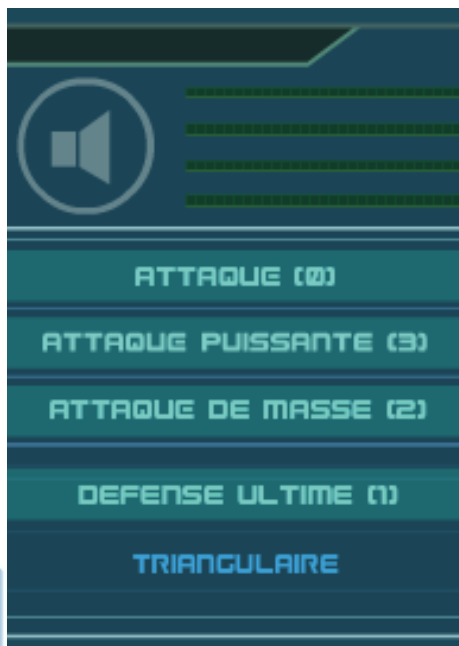 ATTAQUE (0)
ATTAQUE PUISSANTE (3)
ATTAQUE DE MASSE (2)
DEFENSE ULTIME (1)
TRIANGULAIRE